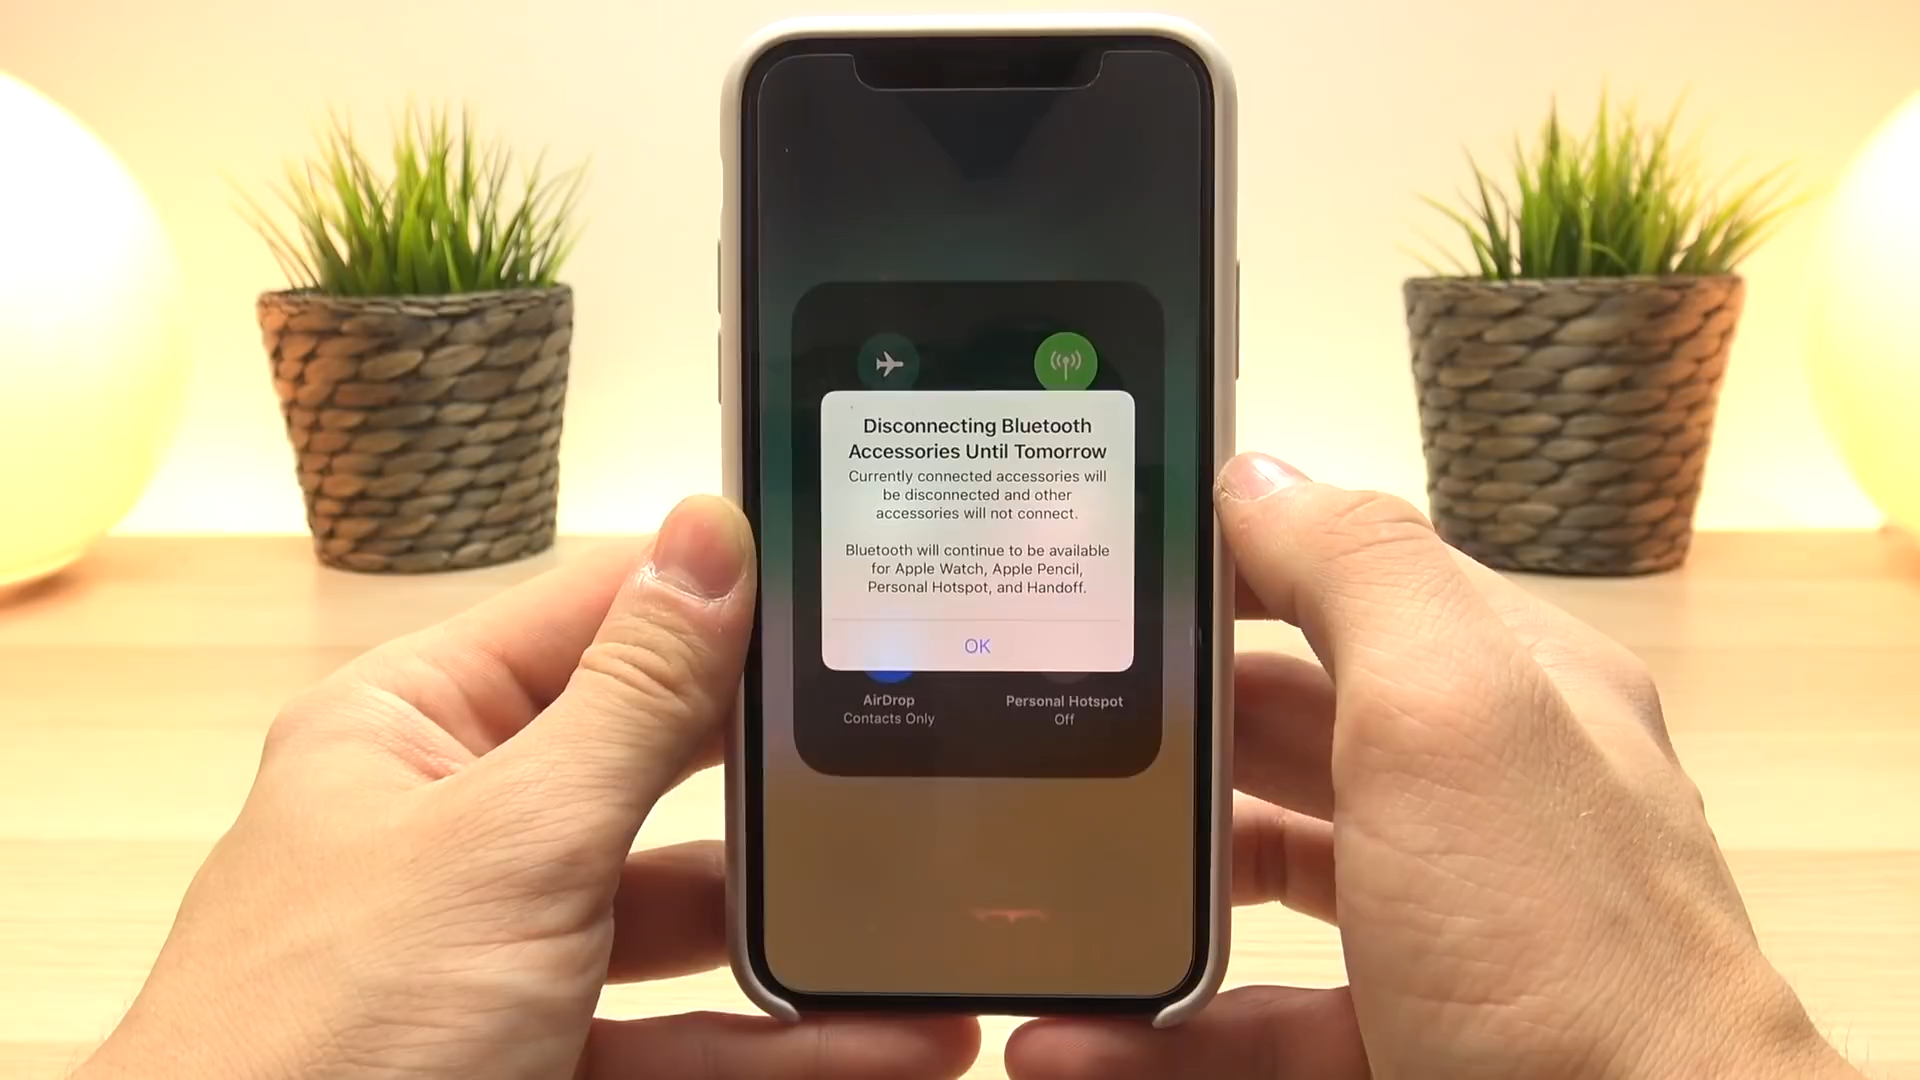 Disconnecting Bluetooth
Accessories Until Tomorrow
Currently connected accessories will
be disconnected and other
accessories will not connect.
Bluetooth will continue to be available
for Apple Watch, Apple Pencil,
Personal Hotspot, and Handoff.
OK
AirDrop
Contacts Only
Personal Hotspot
Off